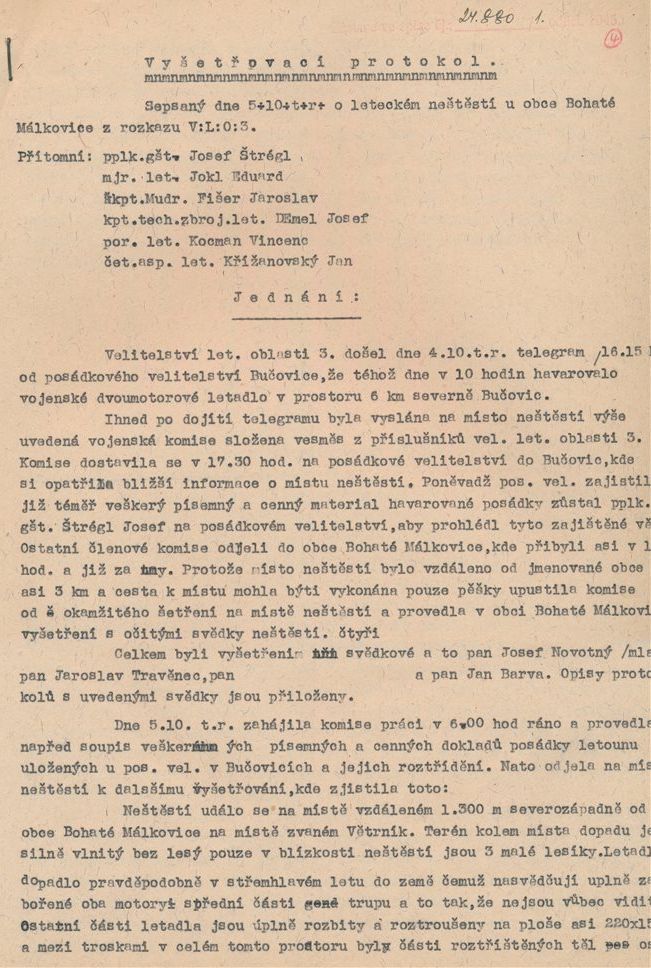 24.880 1.
4
Vyšetřovací protokol.
Sepsaný dne 5+10+t+r+ o leteckém neštěstí u obce Bohaté
Málkovice z rozkazu V:L:O:3.
Přítomni: pplk.gšt. Josef Štrégl
mjr. let. Jokl Eduard
škpt.Mudr. Fišer Jaroslav
kpt.tech.zbroj.let. DEmel Josef
por. let. Kocman Vincenc
čet.asp. let. Křížanovský Jan
Jednání:
Velitelství let. oblasti 3. došel dne 4.10.t.r. telegram /16.15
od posádkového velitelství Bučovice,že téhož dne v 10 hodin havarovalo
vojenské dvoumotorové letadlo v prostoru 6 km severně Bučovic.
Ihned po dojití telegramu byla vyslána na místo neštěstí výše
uvedená vojenská komise složena vesměs z příslušníků vel. let. oblasti 3.
Komise dostavila se v 17.30 hod. na posádkové velitelství do Bučovic,kde
si opatřila bližší informace o místu neštěstí. Poněvadž pos. vel. zajistil
již téměř veškerý písemný a cenný material havarované posádky zůstal pplk.
gšt. Štrégl Josef na posádkovém velitelství,aby prohlédl tyto zajištěné vě
Ostatní členové komise odjeli do obce Bohaté Málkovice,kde přibyli asi v 1
hod. a již za tmy. Protože místo neštěstí bylo vzdáleno od jmenované obce
asi 3 km a cesta k místu mohla býti vykonána pouze pěšky upustila komise
od okamžitého šetření na místě neštěstí a provedla v obci Bohaté Málkovi
vyšetření s očitými svědky neštěstí. čtyři
Celkem byli vyšetřeni svědkové a to pan Josef Novotný /mla
pan Jaroslav Travěnec,pan a pan Jan Barva. Opisy proto
kolů s uvedenými svědky jsou přiloženy.
Dne 5.10. t.r. zahájila komise práci v 6.00 hod ráno a provedla
napřed soupis veškerých písemných a cenných dokladů posádky letounu
uložených u pos. vel. v Bučovicích a jejich roztřídění. Nato odjela na mís
neštěstí k dalšímu vyšetřování,kde zjistila toto:
Neštěstí událo se na místě vzdáleném 1.300 m severozápadně od
obce Bohaté Málkovice na místě zvaném Větrník. Terén kolem místa dopadu je
silně vlnitý bez lesý pouze v blízkosti neštěstí jsou 3 malé lesíky.Letadl
dopadlo pravděpodobně v střemhlavém letu do země čemuž nasvědčují uplně za
bořené oba motory střední části trupu a to tak,že nejsou vůbec vidit
Ostatní části letadla jsou úplně rozbity a roztroušeny na ploše asi 220x15
a mezi troskami v celém tomto prostoru byly části roztříštěných těl os